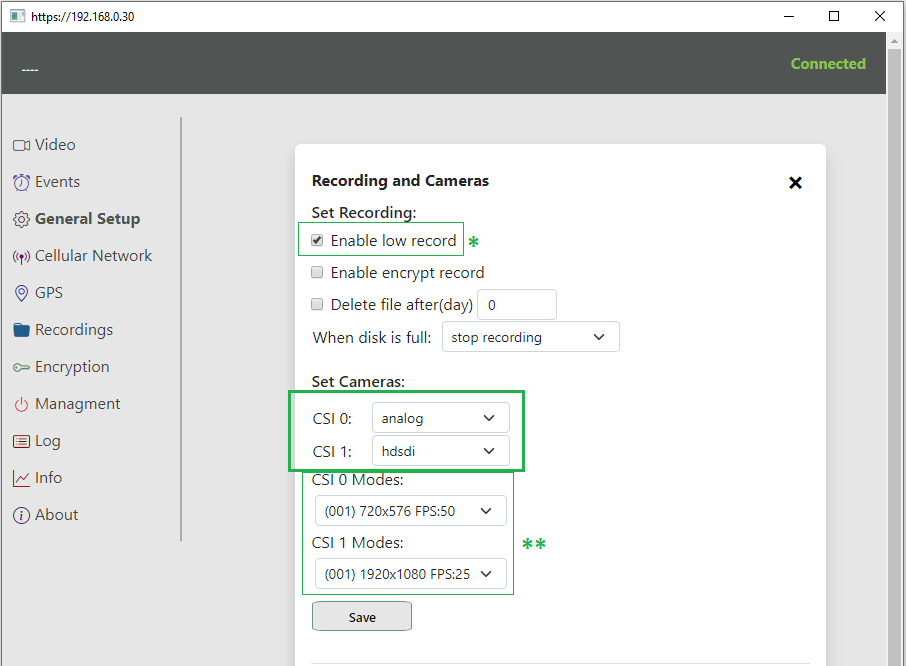 https://192.168.0.30
----
Connected
Video
Events
General Setup
Cellular Network
GPS
Recordings
Encryption
Managment
Log
Info
About
Recording and Cameras
Set Recording:
Enable low record *
Enable encrypt record
Delete file after(day) 0
When disk is full: stop recording
Set Cameras:
CSI 0: analog
CSI 1: hdsdi
CSI 0 Modes:
(001) 720x576 FPS:50
CSI 1 Modes:
**
(001) 1920x1080 FPS:25
Save